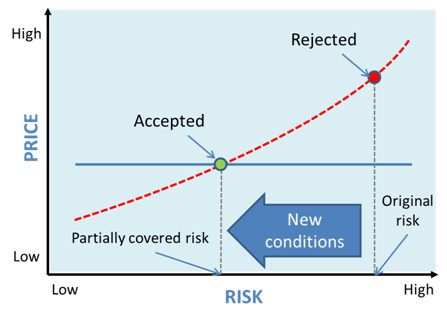 High
Rejected
Accepted
PRICE
New
conditions
Original
risk
Partially covered risk
Low
Low
High
RISK